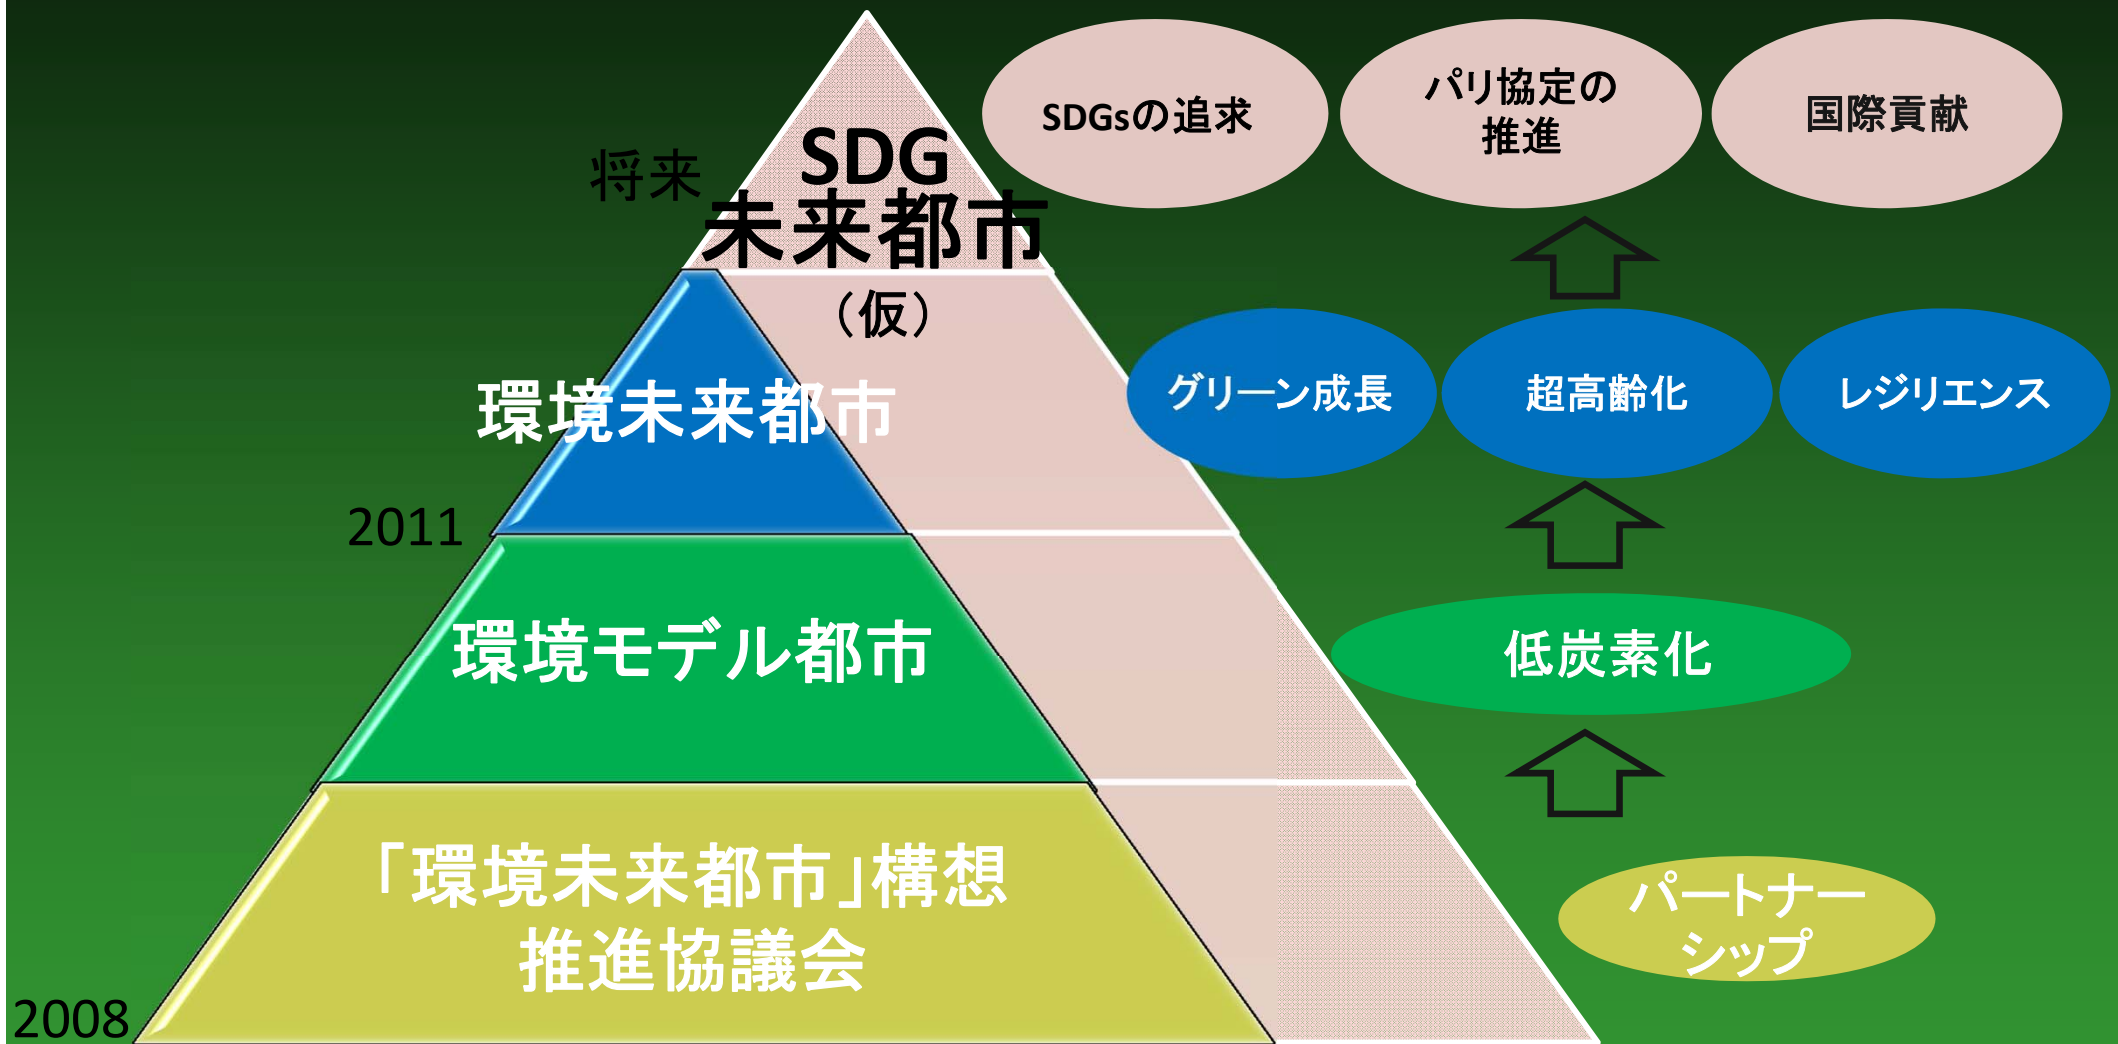 SDGsの追求
パリ協定の
推進
国際貢献
将来
SDG
未来都市
（仮）
環境未来都市
グリーン成長
超高齢化
レジリエンス
2011
環境モデル都市
低炭素化
「環境未来都市」構想
推進協議会
パートナー
シップ
2008